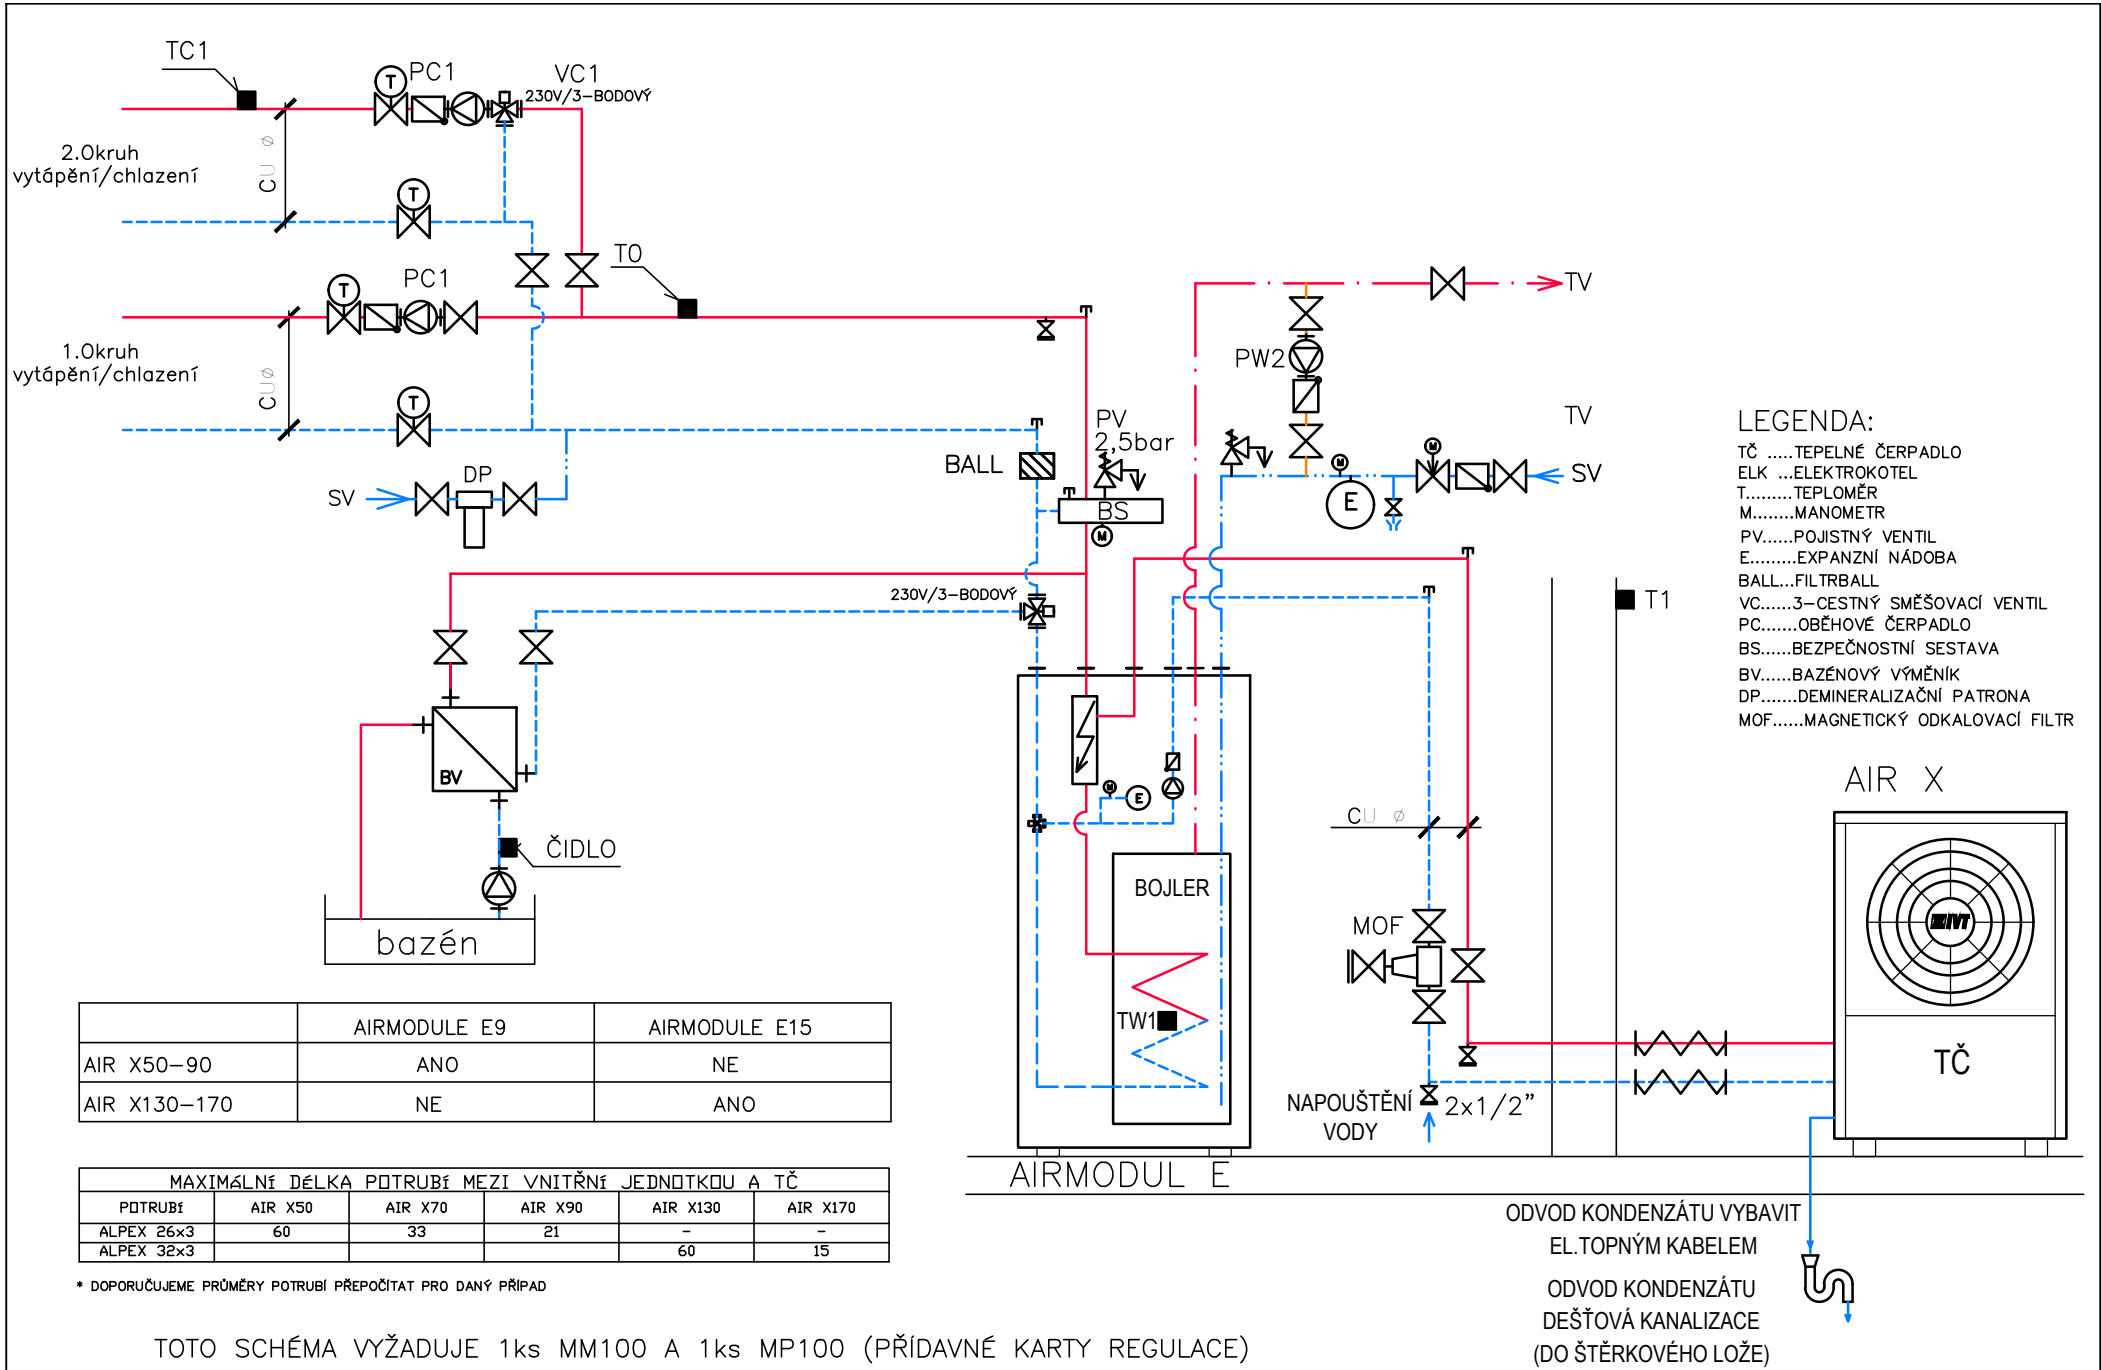 TC1
PC1
VC1
230V/3-BODOVÝ
2.Okruh
vytápění/chlazení
CU ø
T
T
T0
PC1
T
1.Okruh
vytápění/chlazení
CUø
T
SV
DP
BALL
PV
2,5bar
BS
M
230V/3-BODOVÝ
TV
PW2
TV
M
M
E
SV
LEGENDA:
TČ .....TEPELNÉ ČERPADLO
ELK ...ELEKTROKOTEL
T.........TEPLOMĚR
M........MANOMETR
PV.....POJISTNÝ VENTIL
E.........EXPANZNÍ NÁDOBA
BALL...FILTRBALL
VC......3-CESTNÝ SMĚŠOVACÍ VENTIL
PC.......OBĚHOVÉ ČERPADLO
BS......BEZPEČNOSTNÍ SESTAVA
BV.....BAZÉNOVÝ VÝMĚNÍK
DP......DEMINERALIZAČNÍ PATRONA
MOF.....MAGNETICKÝ ODKALOVACÍ FILTR
T1
BV
ČIDLO
bazén
M
E
BOJLER
TW1
AIRMODUL E
CU ø
MOF
NAPOUŠTĚNÍ
VODY
2x1/2"
AIR X
IVT
TČ
ODVOD KONDENZÁTU VYBAVIT
EL.TOPNÝM KABELEM
ODVOD KONDENZÁTU
DEŠŤOVÁ KANALIZACE
(DO ŠTĚRKOVÉHO LOŽE)
AIRMODULE E9 AIRMODULE E15
AIR X50-90 ANO NE
AIR X130-170 NE ANO
MAXIMáLNí DéLKA POTRUBí MEZI VNITŘNí JEDNOTKOU A TČ
POTRUBí AIR X50 AIR X70 AIR X90 AIR X130 AIR X170
ALPEX 26x3 60 33 21 - -
ALPEX 32x3 60 15
* DOPORUČUJEME PRŮMĚRY POTRUBÍ PŘEPOČÍTAT PRO DANÝ PŘÍPAD
TOTO SCHÉMA VYŽADUJE 1ks MM100 A 1ks MP100 (PŘÍDAVNÉ KARTY REGULACE)